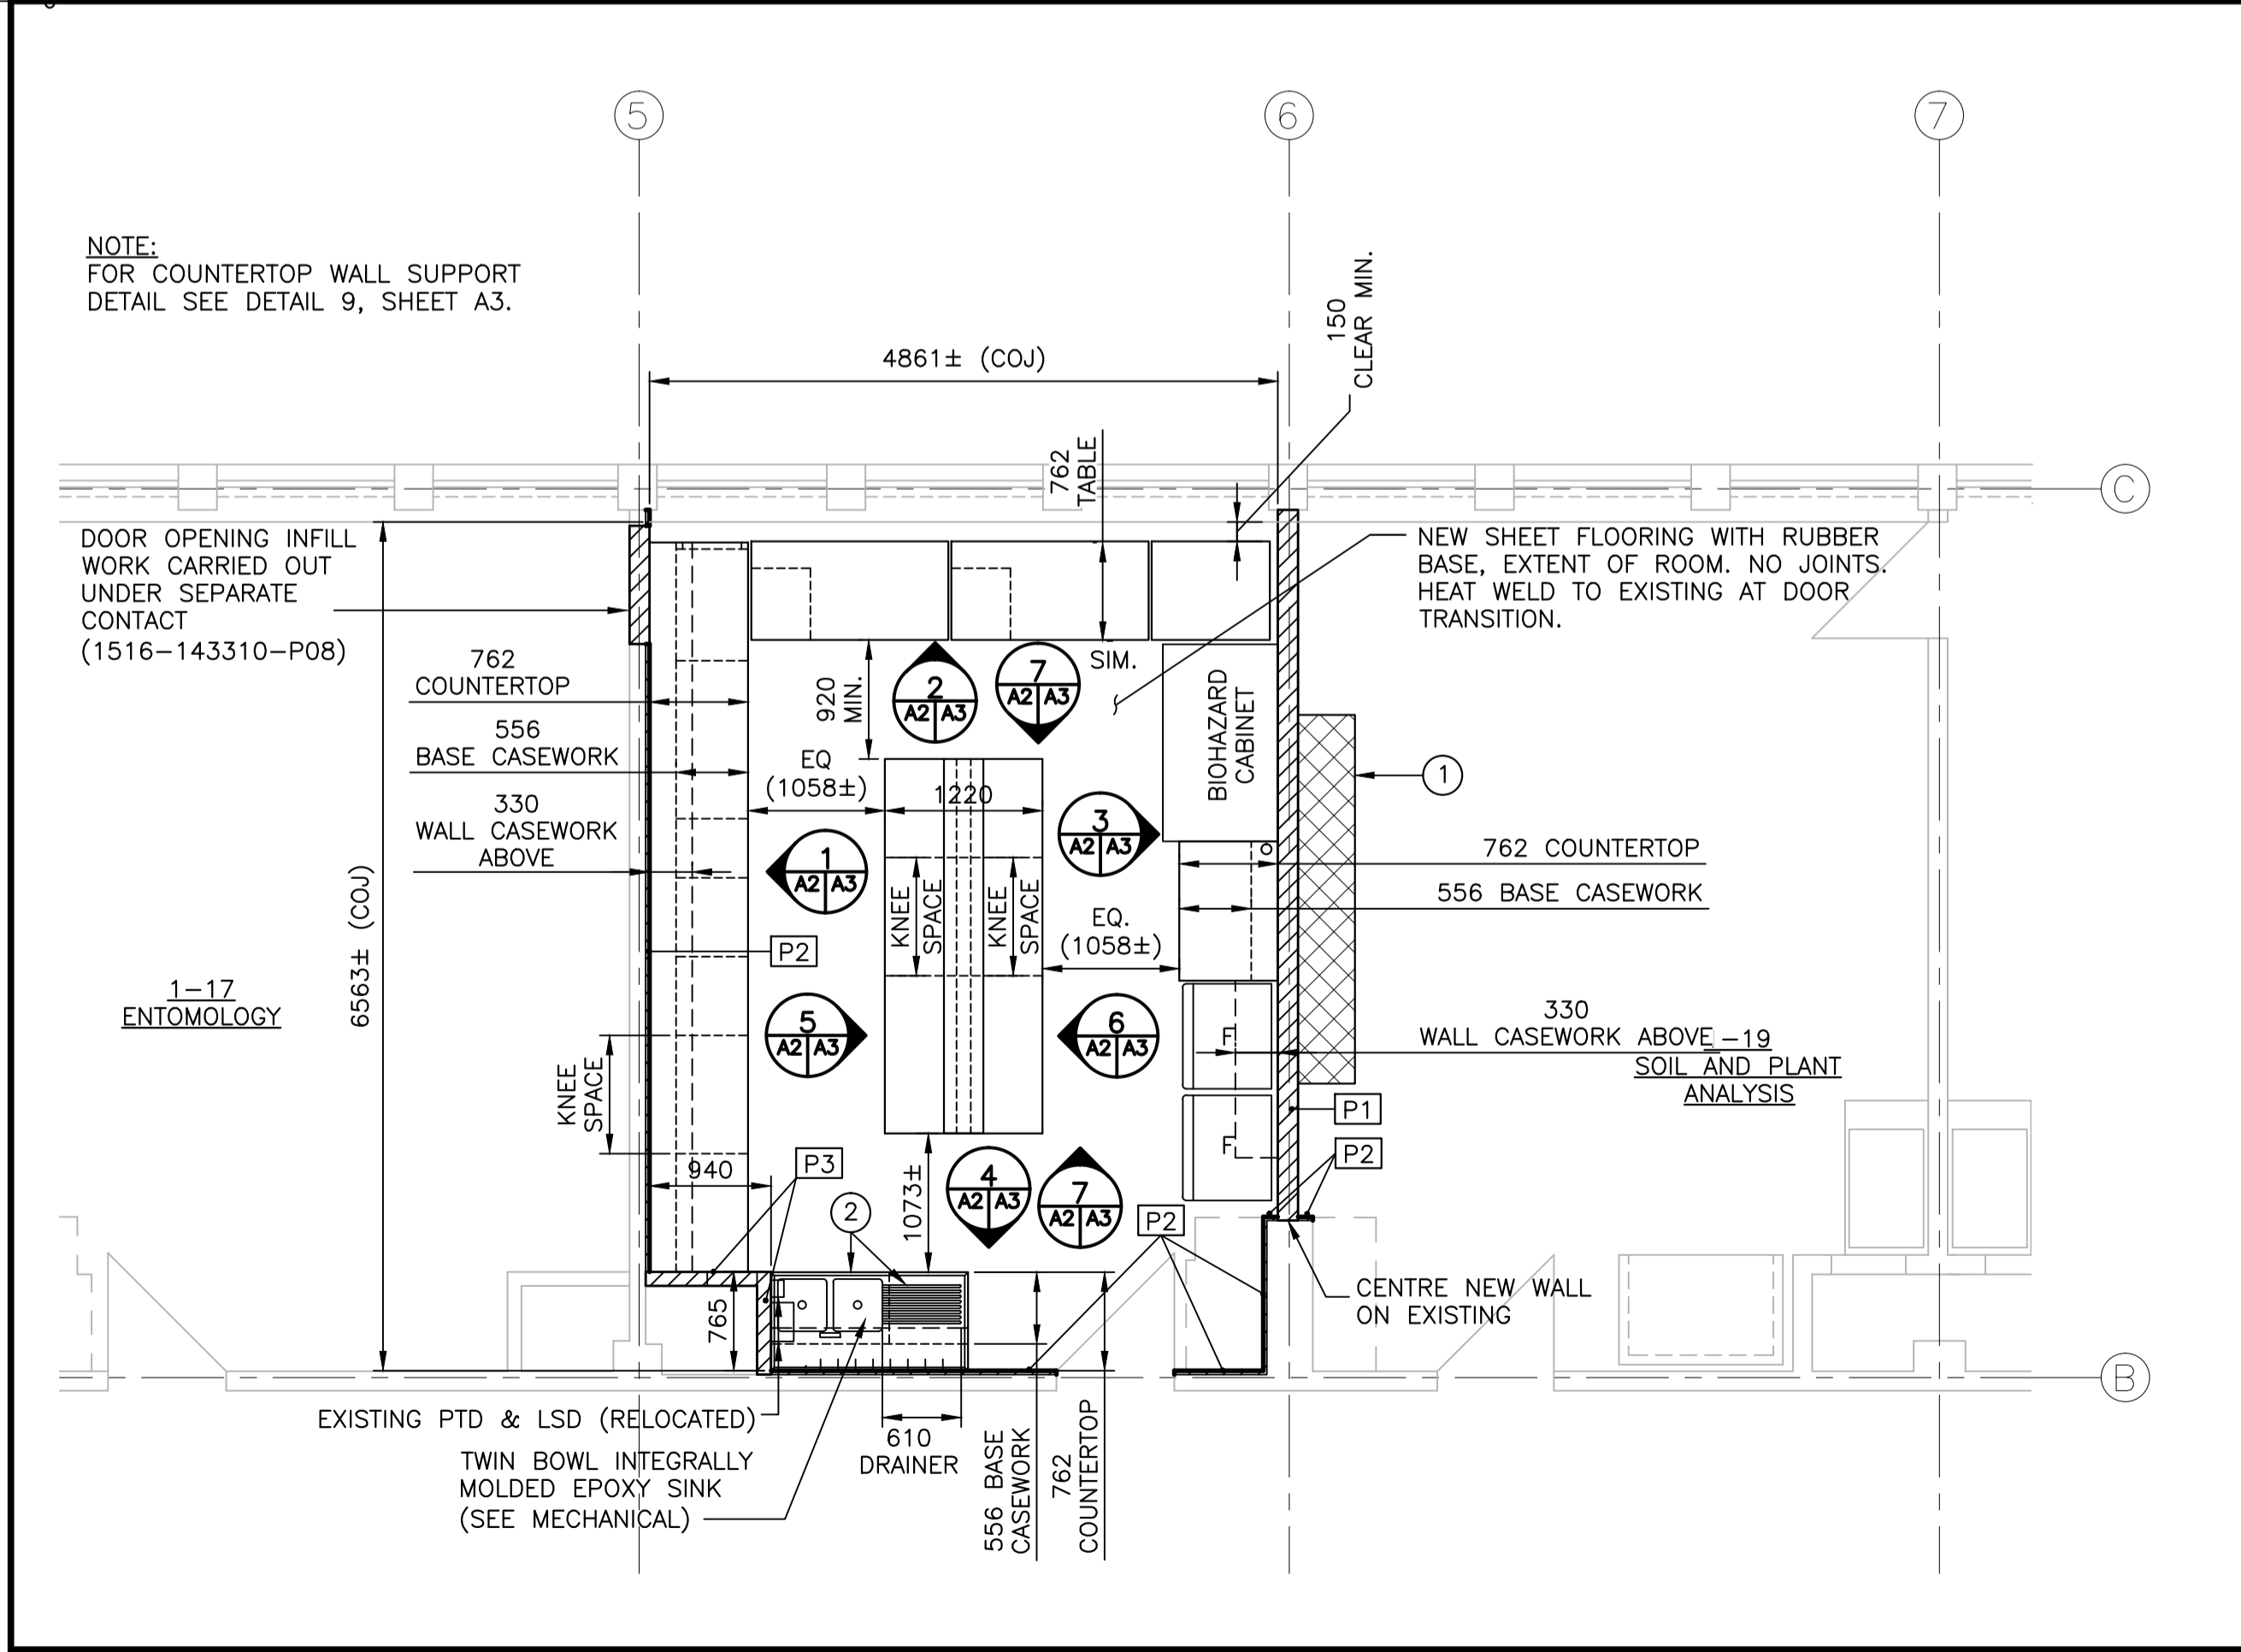 5
6
7
NOTE:
FOR COUNTERTOP WALL SUPPORT
DETAIL SEE DETAIL 9, SHEET A3.
150
CLEAR MIN.
4861± (COJ)
762
TABLE
C
DOOR OPENING INFILL
WORK CARRIED OUT
UNDER SEPARATE
CONTACT
(1516-143310-P08)
NEW SHEET FLOORING WITH RUBBER
BASE, EXTENT OF ROOM. NO JOINTS.
HEAT WELD TO EXISTING AT DOOR
TRANSITION.
762
COUNTERTOP
556
BASE CASEWORK
330
WALL CASEWORK
ABOVE
920
MIN.
2
A2 A3
7
A2 A3
SIM.
BIOHAZARD
CABINET
1
EQ
(1058±)
1220
3
A2 A3
1
A2 A3
762 COUNTERTOP
556 BASE CASEWORK
KNEE
SPACE
KNEE
SPACE
EQ.
(1058±)
6563± (COJ)
P2
1-17
ENTOMOLOGY
5
A2 A3
6
A2 A3
F
330
WALL CASEWORK ABOVE
-19
SOIL AND PLANT
ANALYSIS
KNEE
SPACE
P1
F
P2
940
P3
2
1073±
4
A2 A3
7
A2 A3
P2
765
CENTRE NEW WALL
ON EXISTING
B
EXISTING PTD & LSD (RELOCATED)
TWIN BOWL INTEGRALLY
MOLDED EPOXY SINK
(SEE MECHANICAL)
610
DRAINER
556 BASE
CASEWORK
762
COUNTERTOP